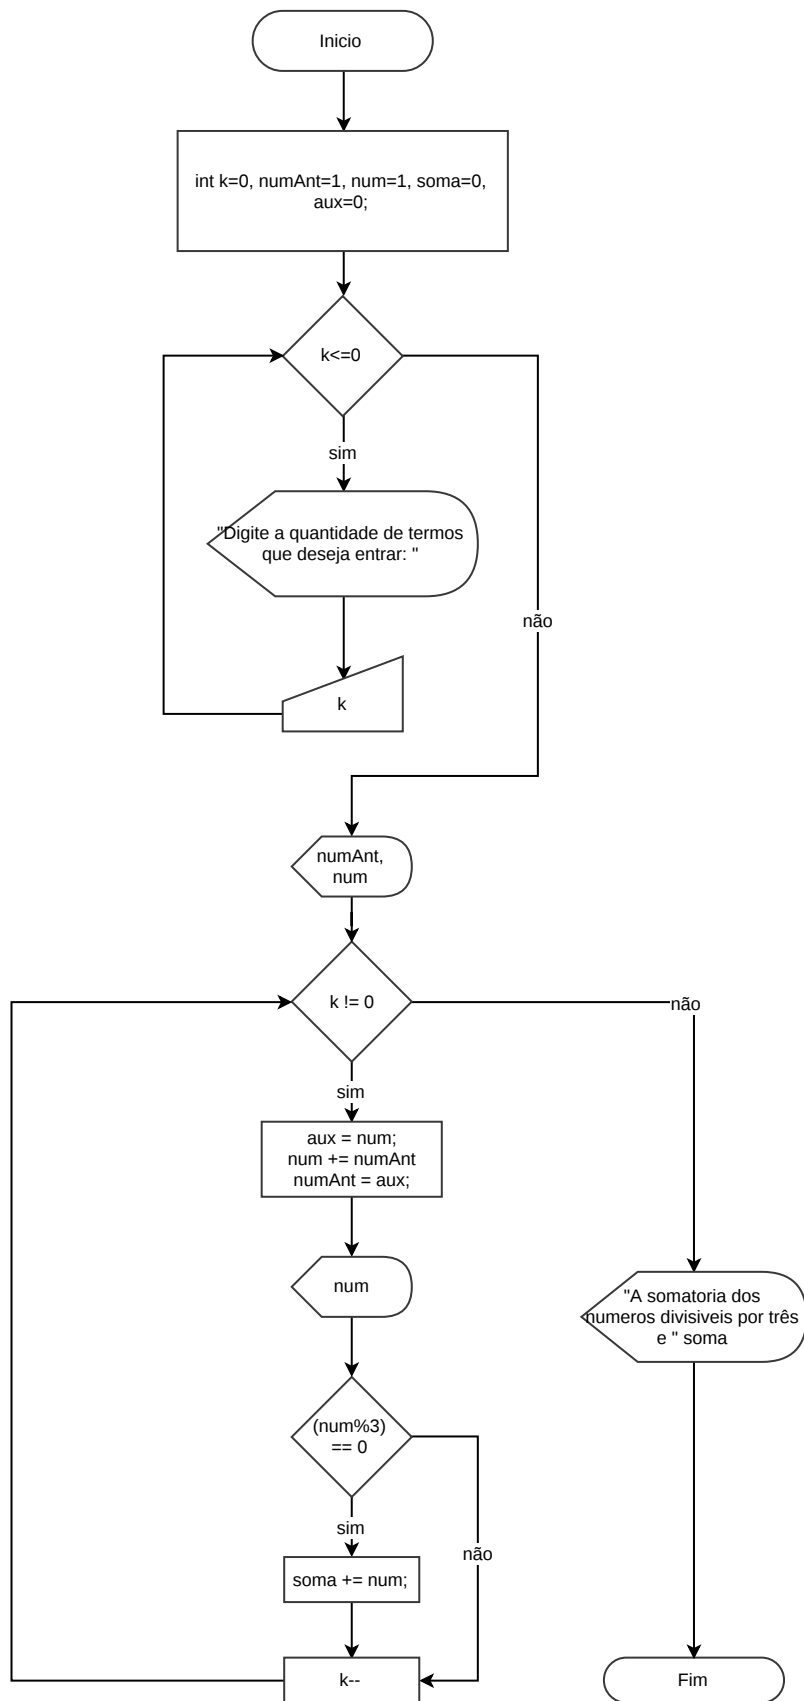 Inicio
int k=0, numAnt=1, num=1, soma=0,
aux=0;
k<=0
sim
"Digite a quantidade de termos
que deseja entrar: "
não
k
numAnt,
num
k != 0
não
sim
aux = num;
num += numAnt
numAnt = aux;
num
"A somatoria dos
numeros divisiveis por três
e " soma
(num%3)
== 0
sim
não
soma += num;
k--
Fim